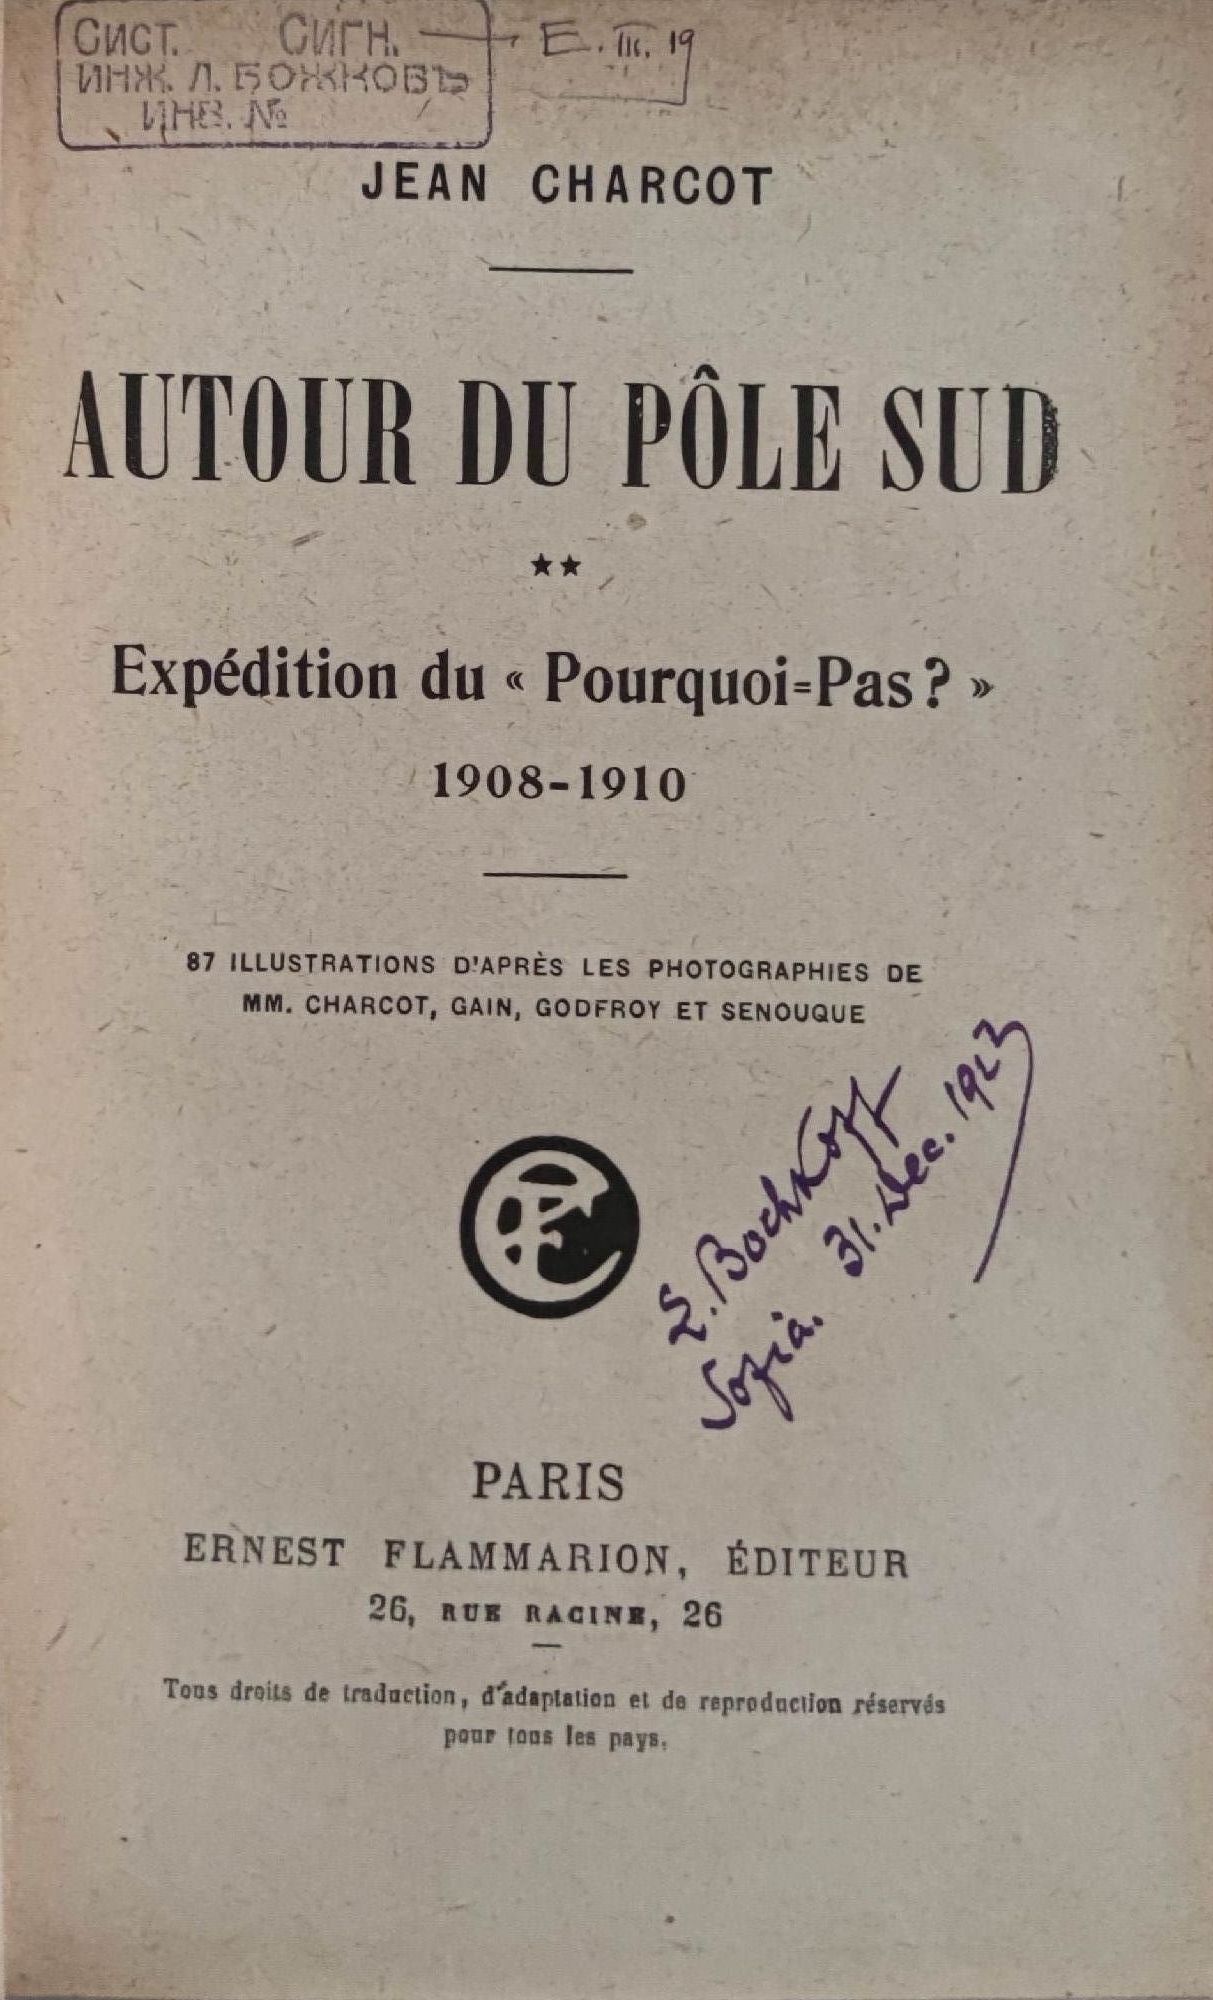 Сист. Сигн. E. III. 19
ИНЖ. Л. БОЖКОВЪ
ИНВ. №
JEAN CHARCOT
AUTOUR DU PÔLE SUD
★★
Expédition du « Pourquoi=Pas? »
1908-1910
87 ILLUSTRATIONS D'APRÈS LES PHOTOGRAPHIES DE
MM. CHARCOT, GAIN, GODFROY ET SENOUQUE
EF
L. Bochkoff
Sofia. 31. Dec. 1923
PARIS
ERNEST FLAMMARION, ÉDITEUR
26, RUE RACINE, 26
Tous droits de traduction, d'adaptation et de reproduction réservés
pour tous les pays.